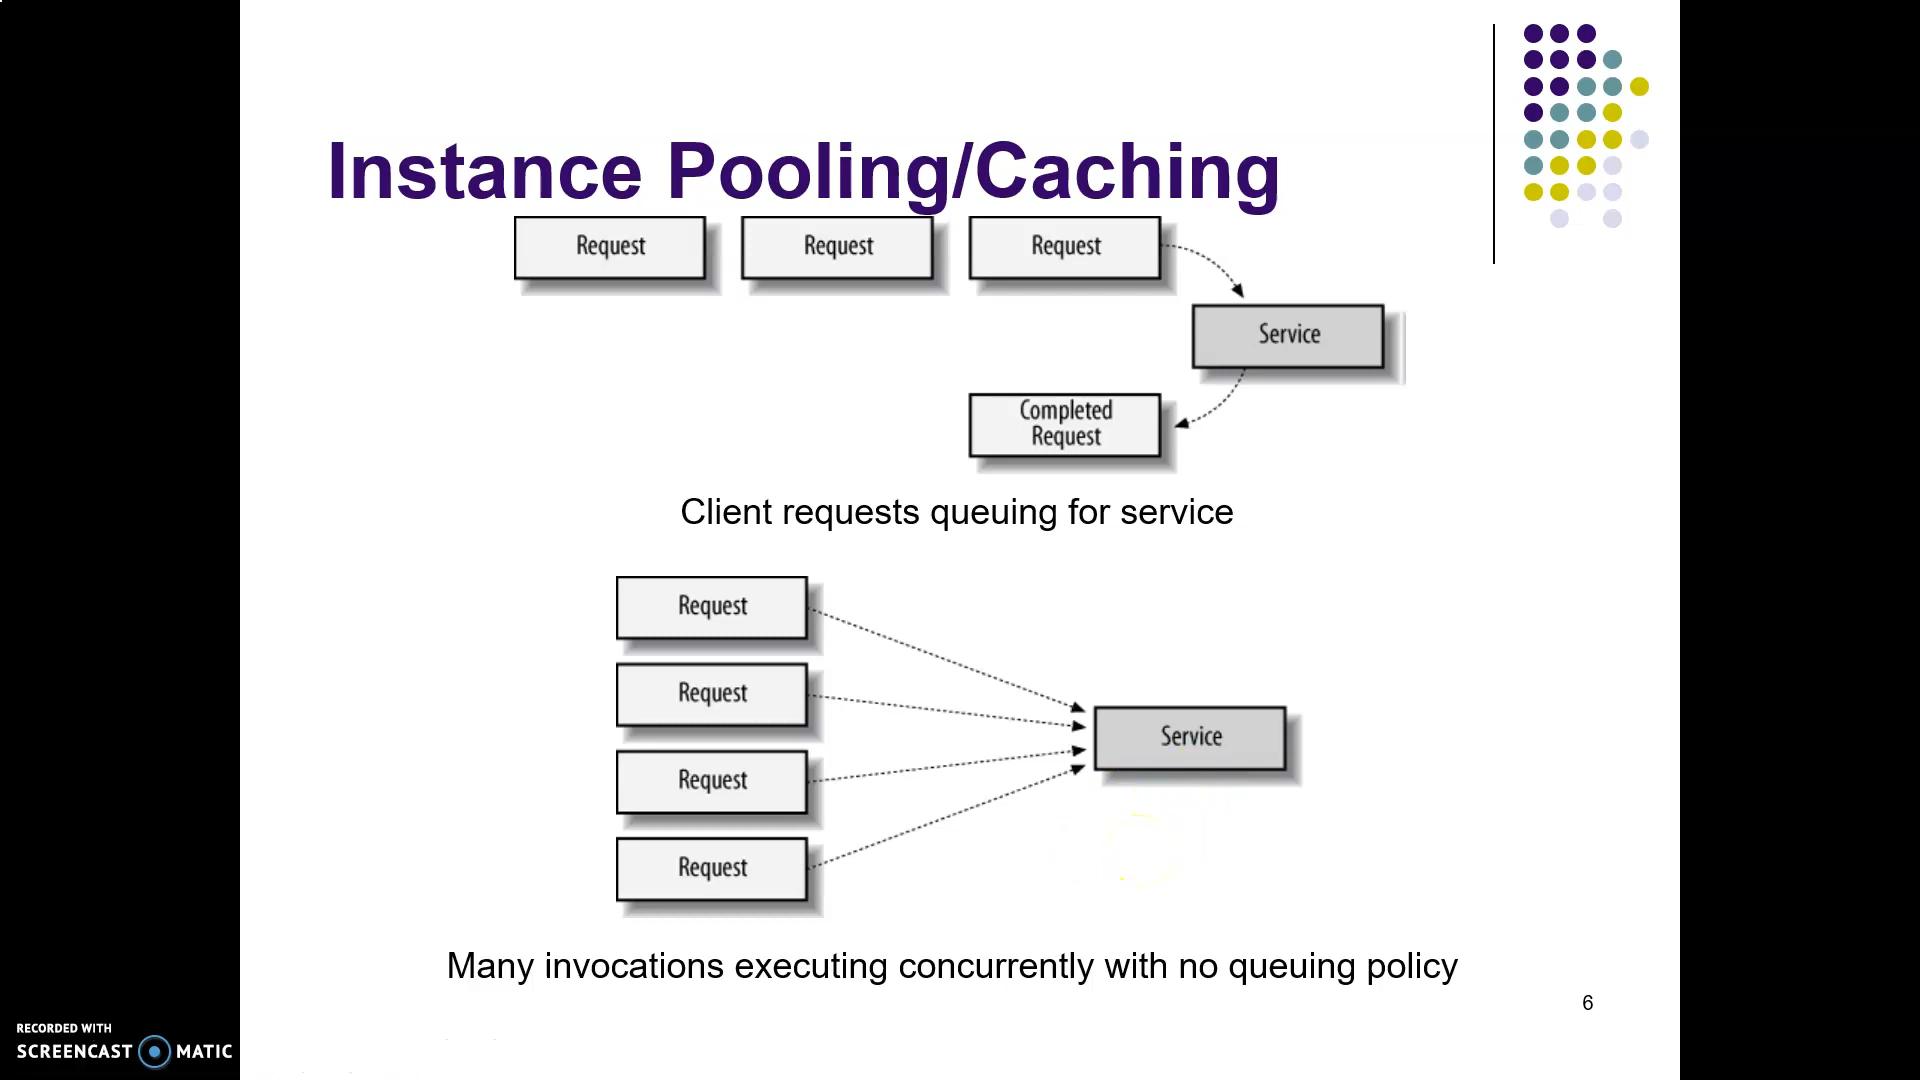 Instance Pooling/Caching
Request Request Request
Service
Completed
Request
Client requests queuing for service
Request
Request
Service
Request
Request
Many invocations executing concurrently with no queuing policy
6
RECORDED WITH
SCREENCAST MATIC